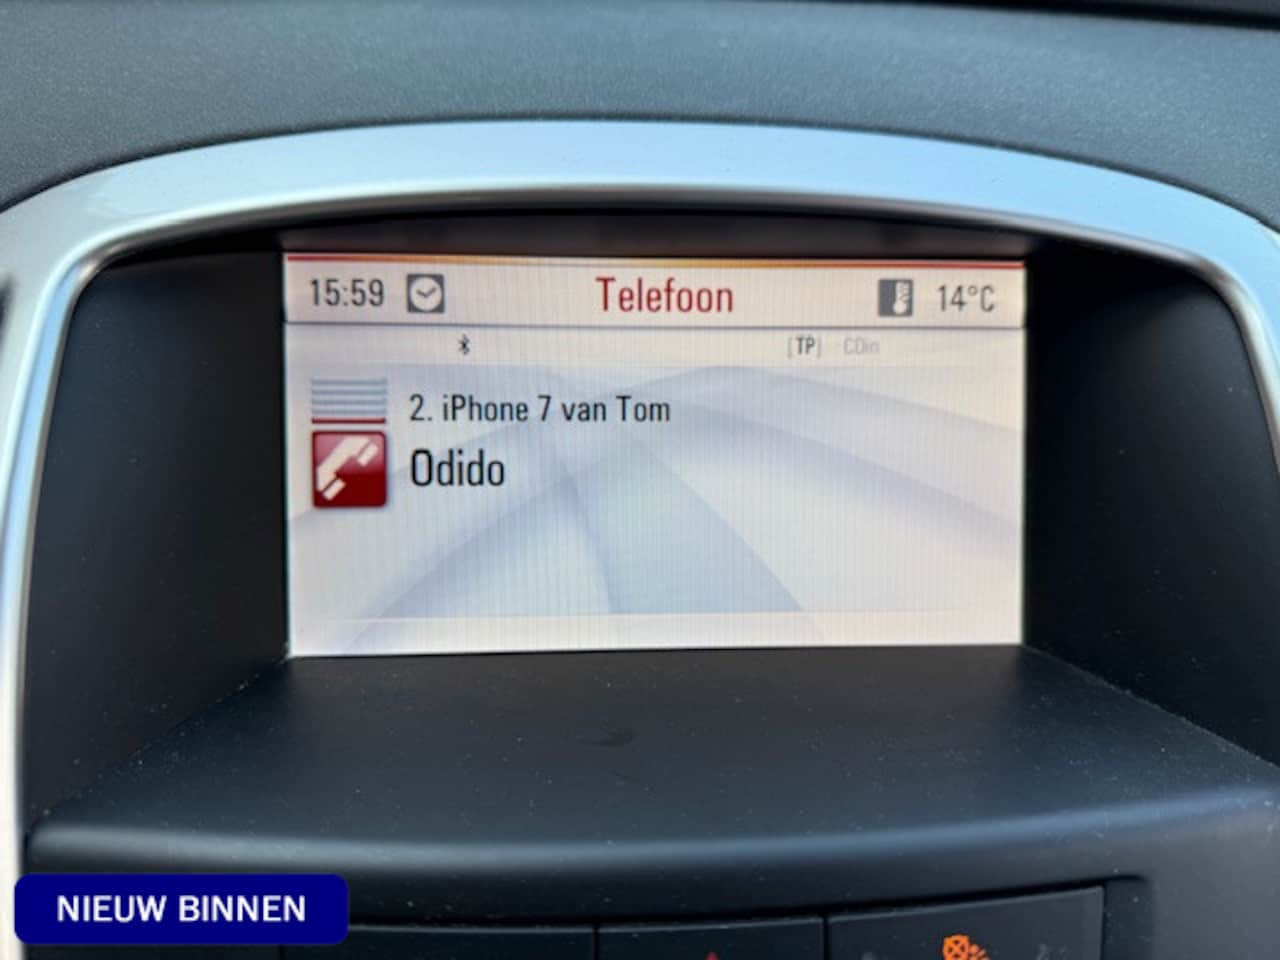 15:59 Telefoon 14°C
[TP] CDin
2. iPhone 7 van Tom
Odido
NIEUW BINNEN